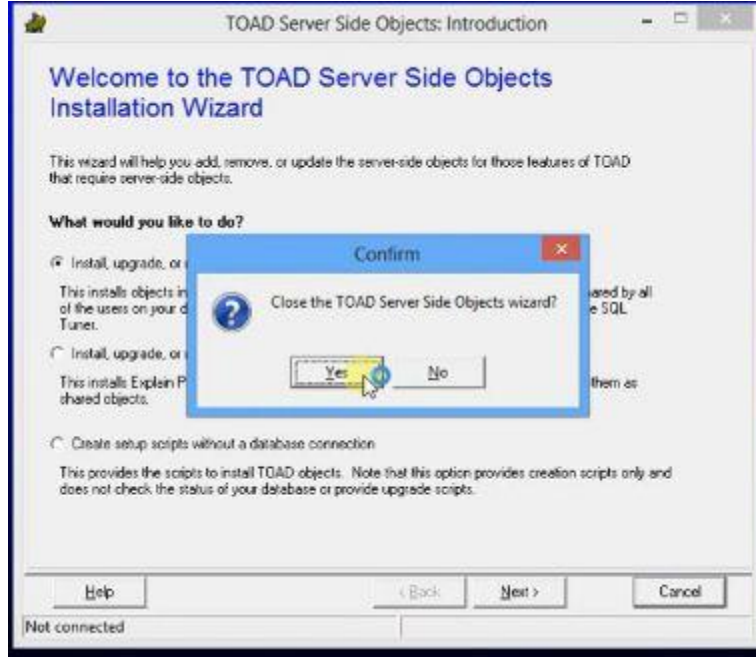 TOAD Server Side Objects: Introduction
Welcome to the TOAD Server Side Objects
Installation Wizard
This wizard will help you add, remove, or update the server-side objects for those features of TOAD
that require server-side objects.
What would you like to do?
Install, upgrade, or
This installs objects in
of the users on your
Tuner.
ared by all
e SQL
Confirm
Close the TOAD Server Side Objects wizard?
Yes
No
Install, upgrade, or
This installs Explain P
shared objects.
them as
Create setup scripts without a database connection
This provides the scripts to install TOAD objects. Note that this option provides creation scripts only and
does not check the status of your database or provide upgrade scripts.
Help
< Back
Next >
Cancel
Not connected